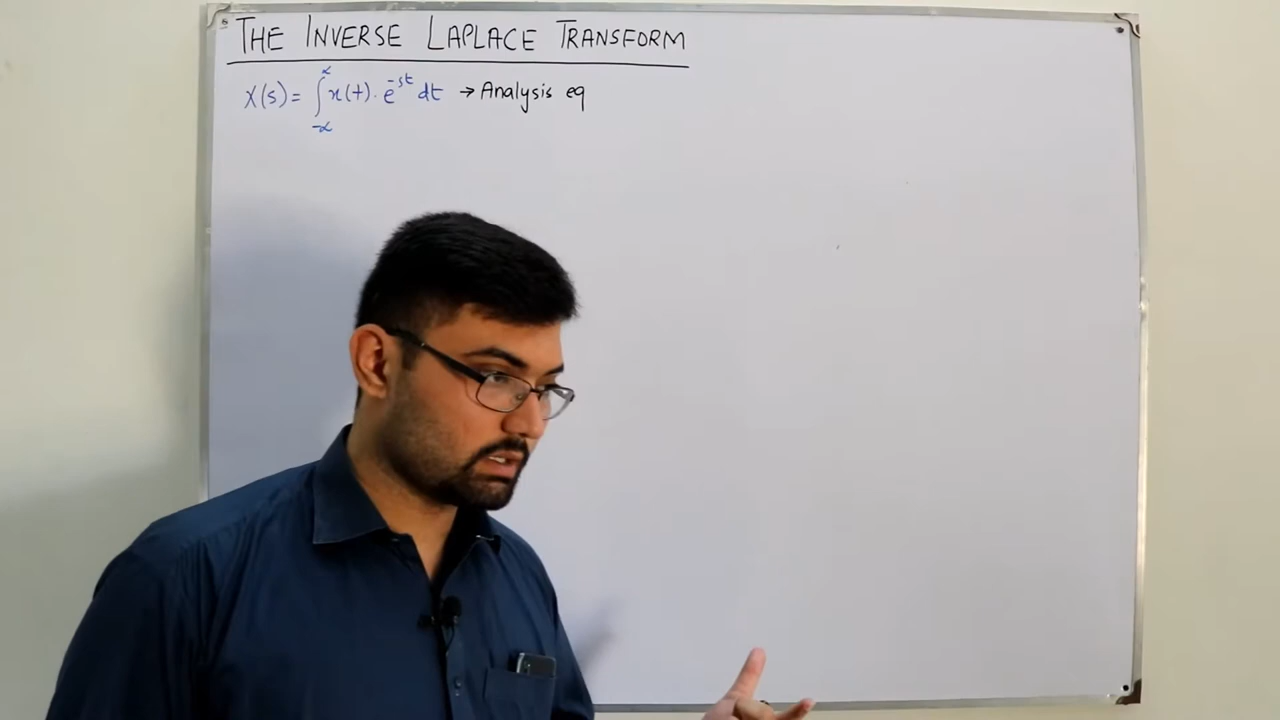 THE INVERSE LAPLACE TRANSFORM
X(s) = ∫_{-∞}^{∞} x(t) · e^{-st} dt → Analysis eq